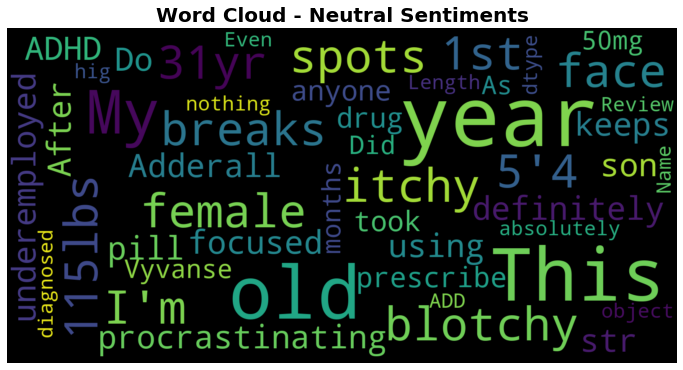 Word Cloud - Neutral Sentiments
ADHD Do 31yr Even spots 1st 50mg
hig anyone Length As dtype face
My nothing drug year Review
After breaks Did keeps
underemployed Adderall itchy 5'4 son Name
115lbs female months took definitely
diagnosed pill focused using absolutely
Vyvanse prescribe This
I'm old ADD object
procrastinating blotchy str